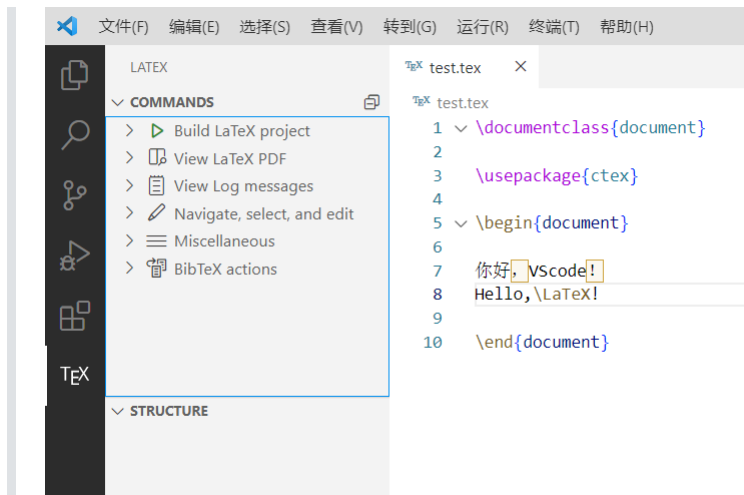 文件(F) 编辑(E) 选择(S) 查看(V) 转到(G) 运行(R) 终端(T) 帮助(H)
LATEX
COMMANDS
Build LaTeX project
View LaTeX PDF
View Log messages
Navigate, select, and edit
Miscellaneous
BibTeX actions
TEX
STRUCTURE
TEX test.tex
TEX test.tex
1 \documentclass{document}
2
3 \usepackage{ctex}
4
5 \begin{document}
6
7 你好，VScode！
8 Hello,\LaTeX!
9
10 \end{document}